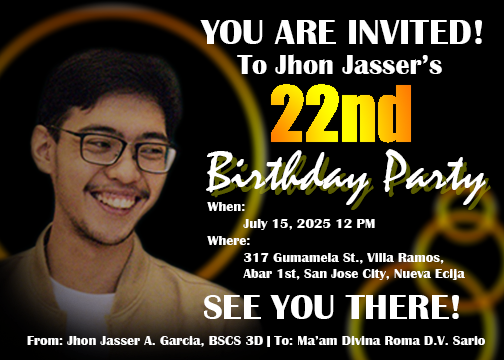 YOU ARE INVITED!
To Jhon Jasser's
22nd
Birthday Party
When:
July 15, 2025 12 PM
Where:
317 Gumamela St., Villa Ramos,
Abar 1st, San Jose City, Nueva Ecija
SEE YOU THERE!
From: Jhon Jasser A. Garcia, BSCS 3D | To: Ma'am Divina Roma D.V. Sario